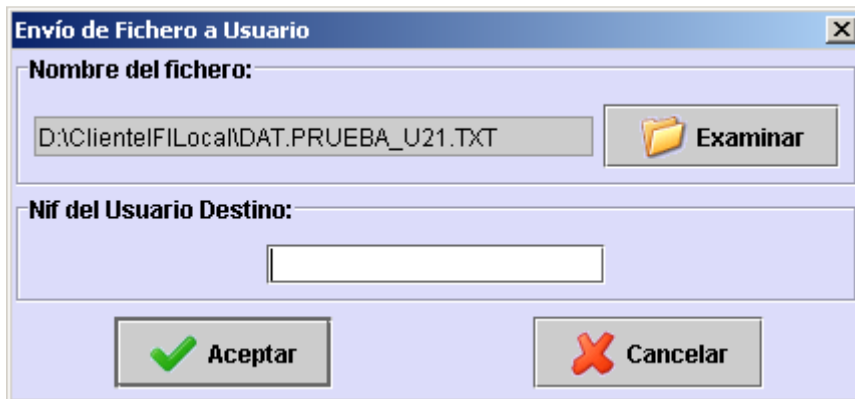 Envío de Fichero a Usuario
Nombre del fichero:
D:\ClienteIFILocal\DAT.PRUEBA_U21.TXT
Examinar
Nif del Usuario Destino:
Aceptar
Cancelar